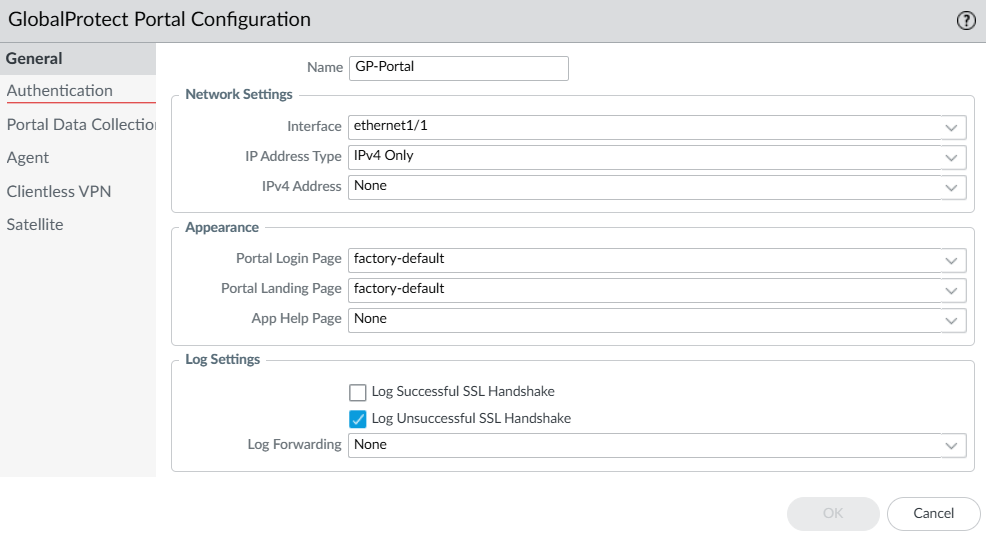 GlobalProtect Portal Configuration
?
General
Authentication
Portal Data Collection
Agent
Clientless VPN
Satellite
Name GP-Portal
Network Settings
Interface ethernet1/1
IP Address Type IPv4 Only
IPv4 Address None
Appearance
Portal Login Page factory-default
Portal Landing Page factory-default
App Help Page None
Log Settings
Log Successful SSL Handshake
Log Unsuccessful SSL Handshake
Log Forwarding None
OK Cancel